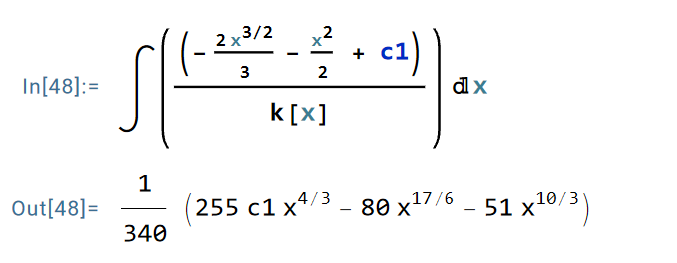 In[48]:= ∫ ((-2 x^3/2/3 - x^2/2 + c1)/k[x]) ⅆx
Out[48]= 1/340 (255 c1 x^4/3 - 80 x^17/6 - 51 x^10/3)